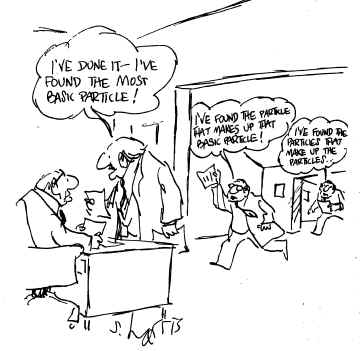 I'VE DONE IT- I'VE
FOUND THE MOST
BASIC PARTICLE!
I'VE FOUND THE PARTICLE
THAT MAKES UP THAT
BASIC PARTICLE!
I'VE FOUND THE
PARTICLES THAT
MAKE UP THE
PARTICLES...
S. HARRIS